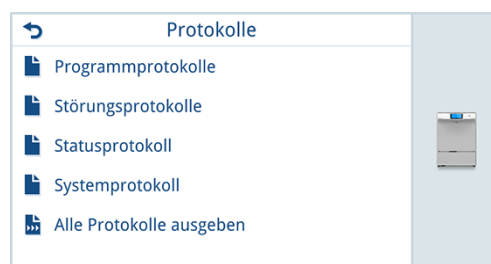 Protokolle
Programmprotokolle
Störungsprotokolle
Statusprotokoll
Systemprotokoll
Alle Protokolle ausgeben